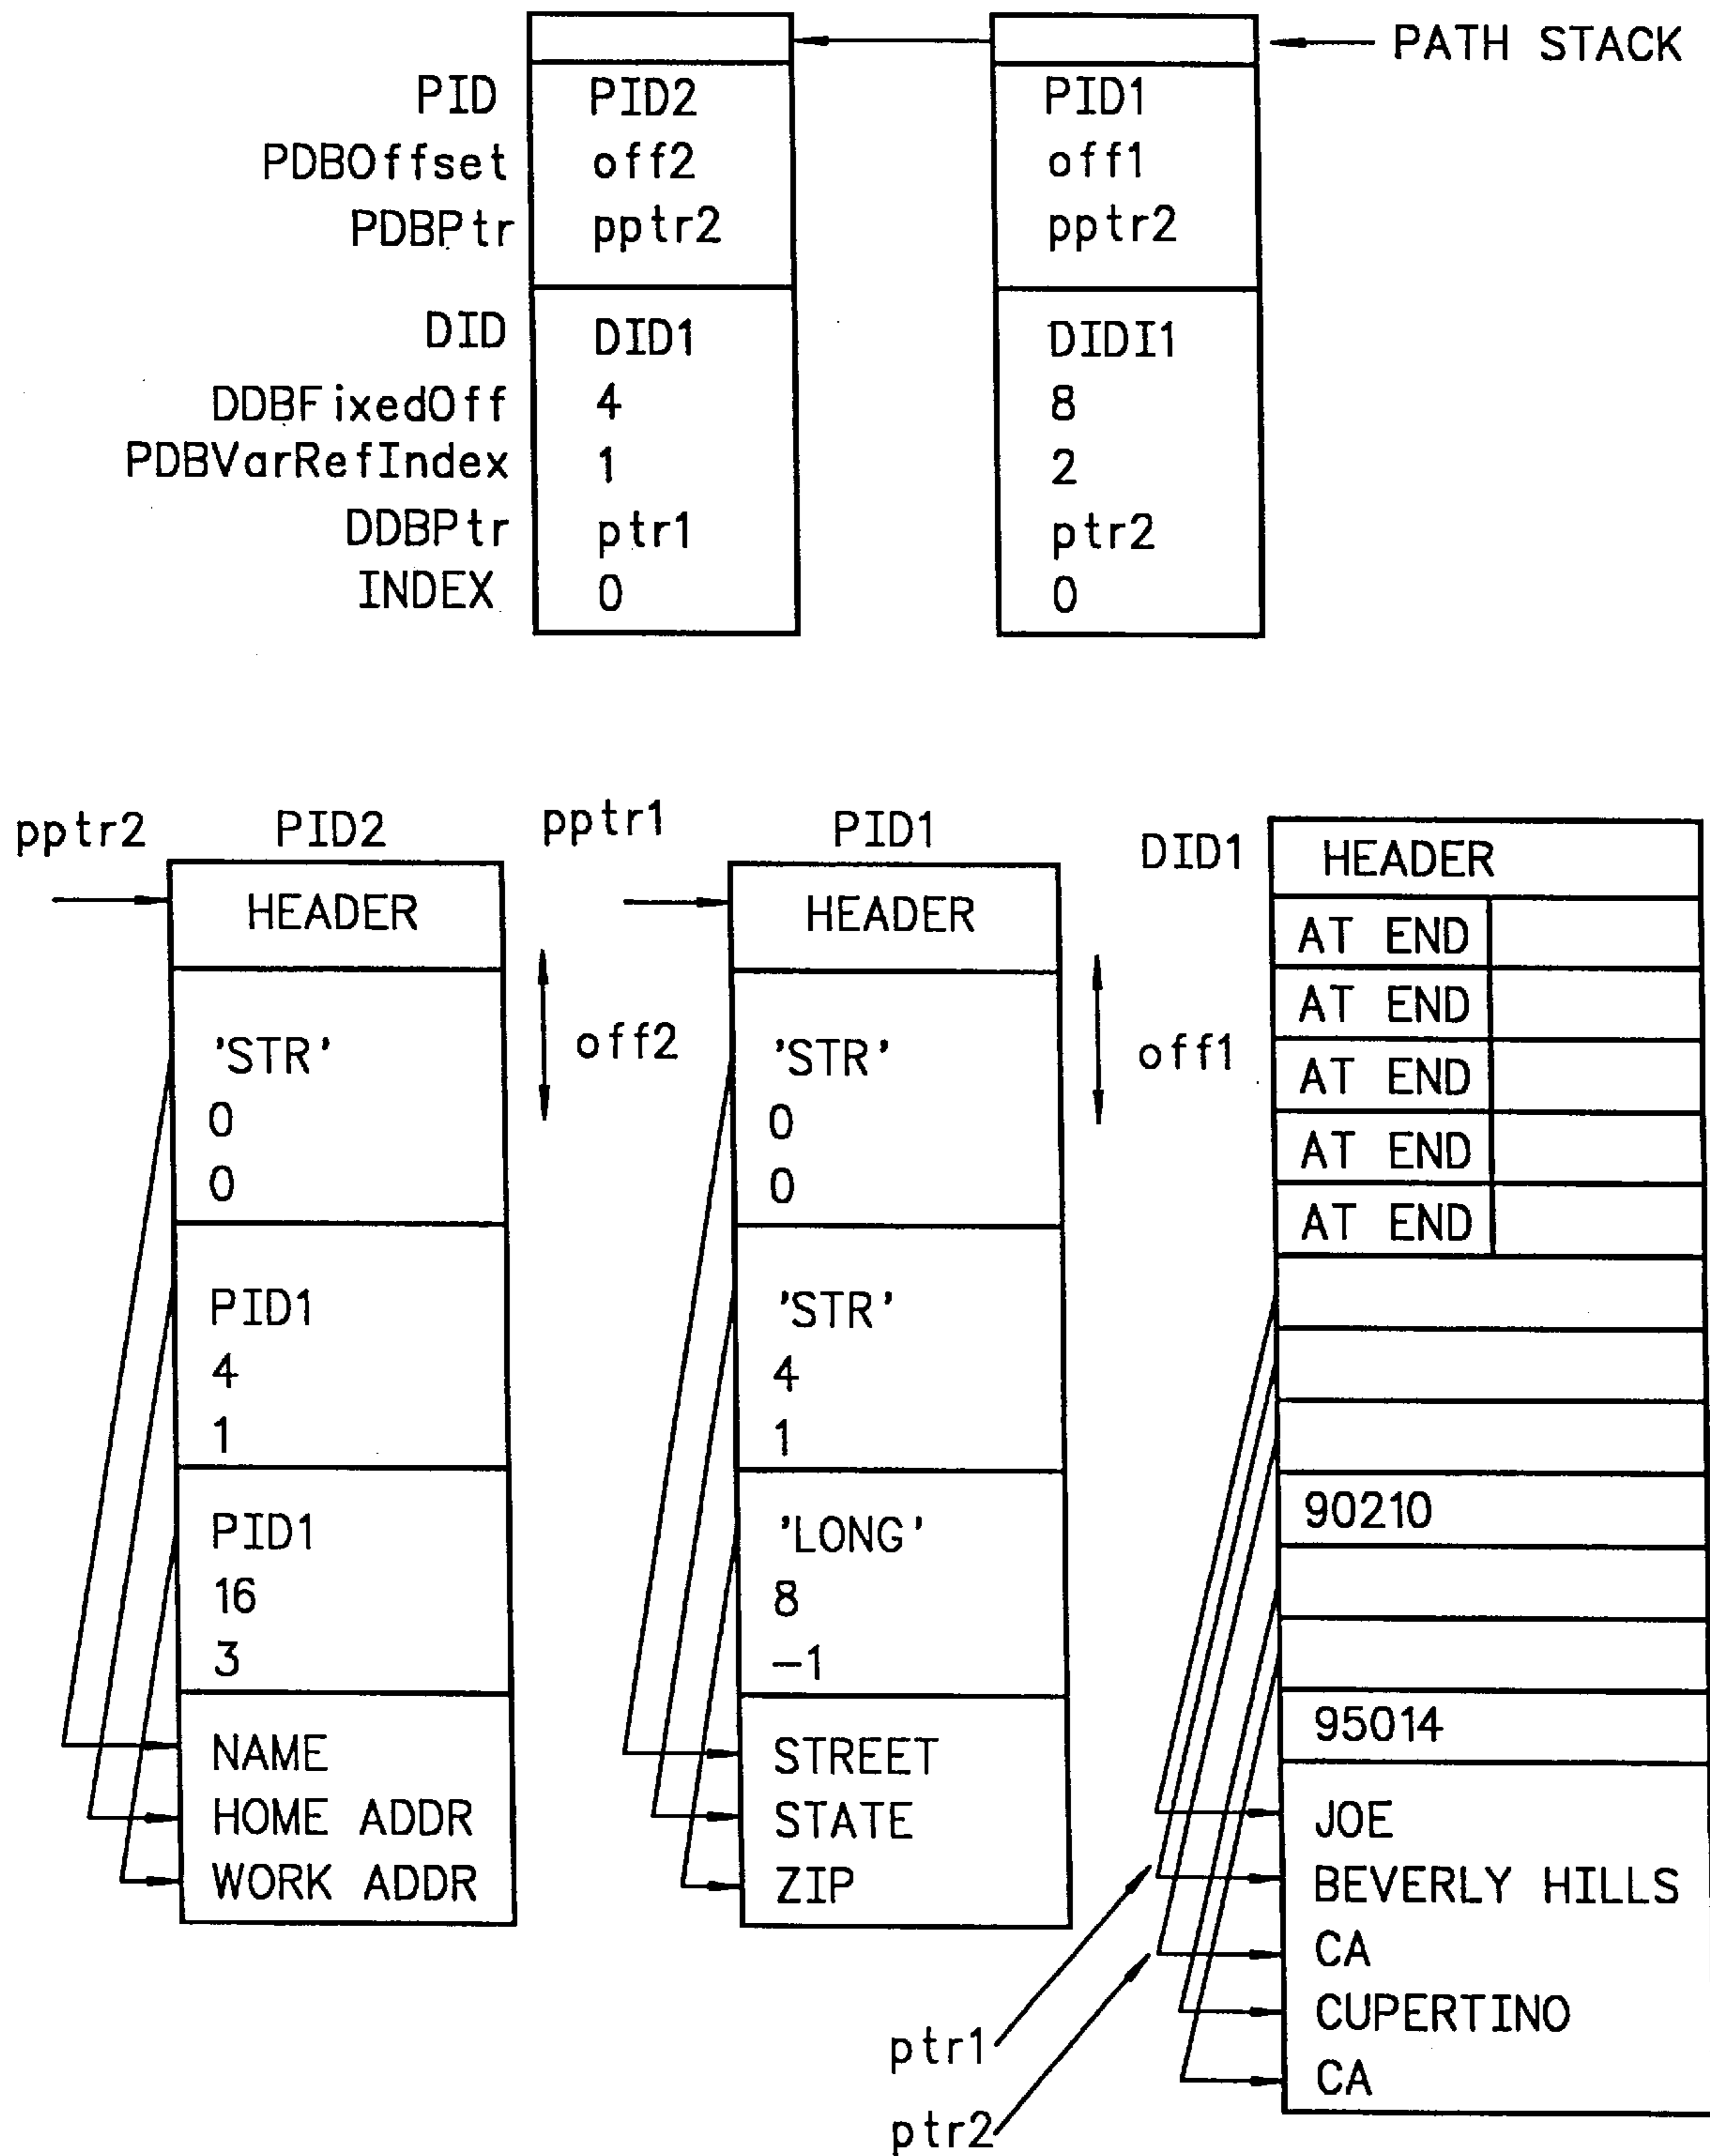 PATH STACK
PID PID2 PID1
PDBOffset off2 off1
PDBPtr pptr2 pptr2
DID DID1 DIDI1
DDBFixedOff 4 8
PDBVarRefIndex 1 2
DDBPtr ptr1 ptr2
INDEX 0 0
pptr2 PID2
HEADER
off2
'STR'
0
0
PID1
4
1
PID1
16
3
NAME
HOME ADDR
WORK ADDR
pptr1 PID1
HEADER
off1
'STR'
0
0
'STR'
4
1
'LONG'
8
-1
STREET
STATE
ZIP
DID1 HEADER
AT END
AT END
AT END
AT END
AT END
90210
95014
JOE
BEVERLY HILLS
CA
CUPERTINO
CA
ptr1
ptr2